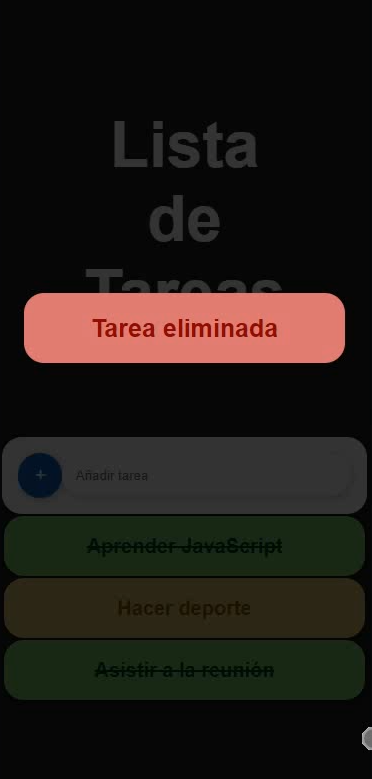 Lista
de
Tareas
Tarea eliminada
+
Añadir tarea
Aprender JavaScript
Hacer deporte
Asistir a la reunión